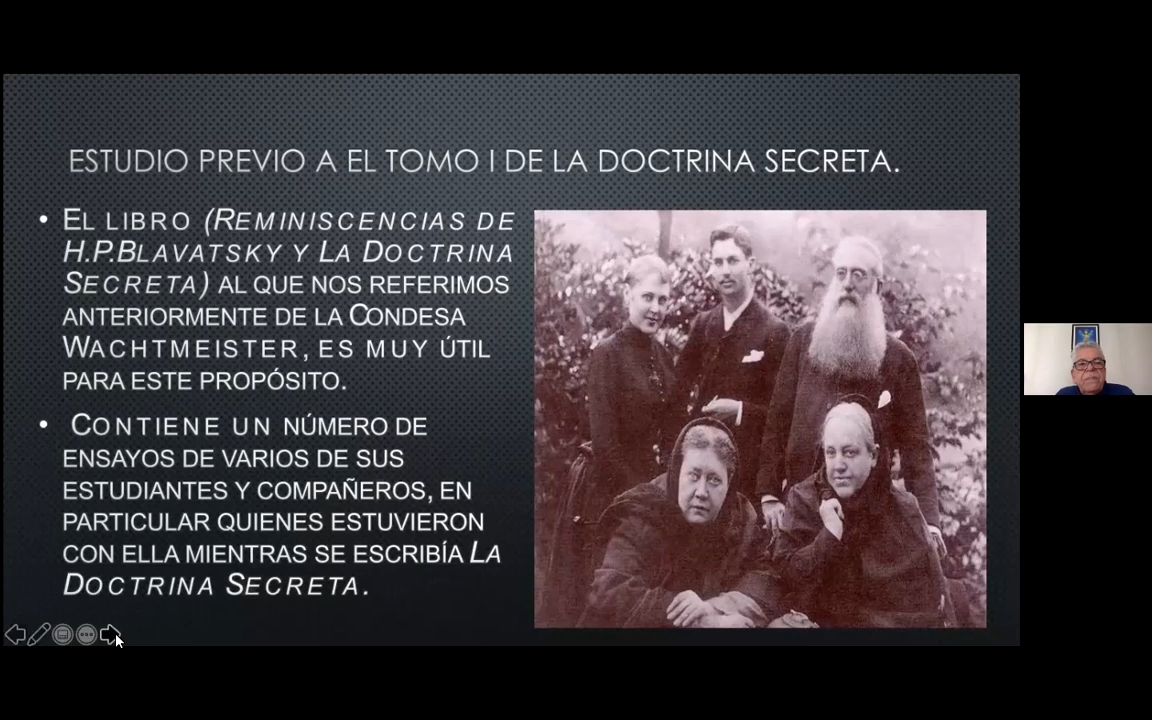 ESTUDIO PREVIO A EL TOMO I DE LA DOCTRINA SECRETA.
• EL LIBRO (REMINISCENCIAS DE
H.P.BLAVATSKY Y LA DOCTRINA
SECRETA) AL QUE NOS REFERIMOS
ANTERIORMENTE DE LA CONDESA
WACHTMEISTER, ES MUY ÚTIL
PARA ESTE PROPÓSITO.
• CONTIENE UN NÚMERO DE
ENSAYOS DE VARIOS DE SUS
ESTUDIANTES Y COMPAÑEROS, EN
PARTICULAR QUIENES ESTUVIERON
CON ELLA MIENTRAS SE ESCRIBÍA LA
DOCTRINA SECRETA.